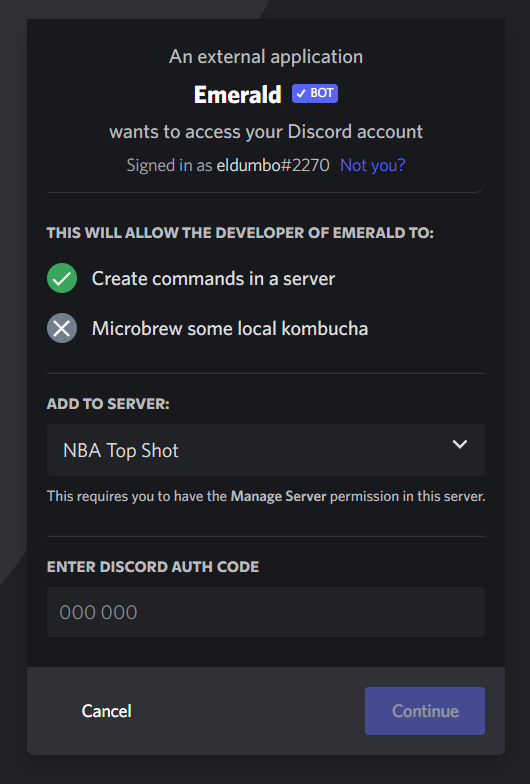 An external application
Emerald ✓ BOT
wants to access your Discord account
Signed in as eldumbo#2270 Not you?
THIS WILL ALLOW THE DEVELOPER OF EMERALD TO:
Create commands in a server
Microbrew some local kombucha
ADD TO SERVER:
NBA Top Shot
This requires you to have the Manage Server permission in this server.
ENTER DISCORD AUTH CODE
000 000
Cancel Continue